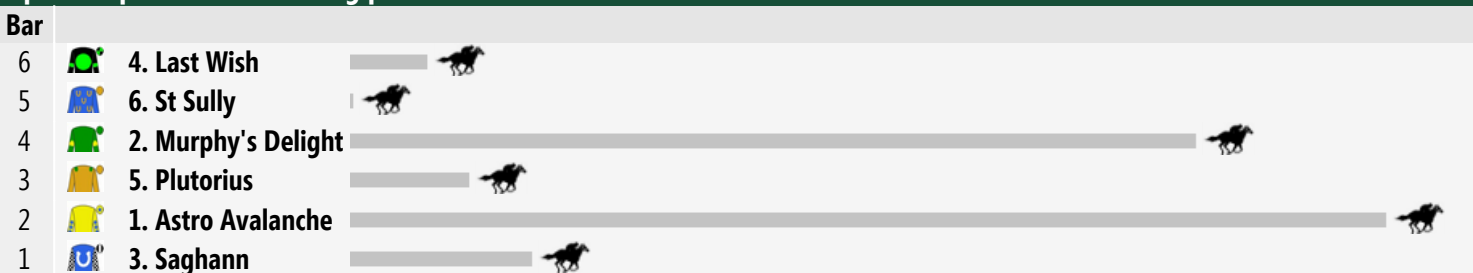 Bar
6 4. Last Wish
5 6. St Sully
4 2. Murphy's Delight
3 5. Plutorius
2 1. Astro Avalanche
1 3. Saghann